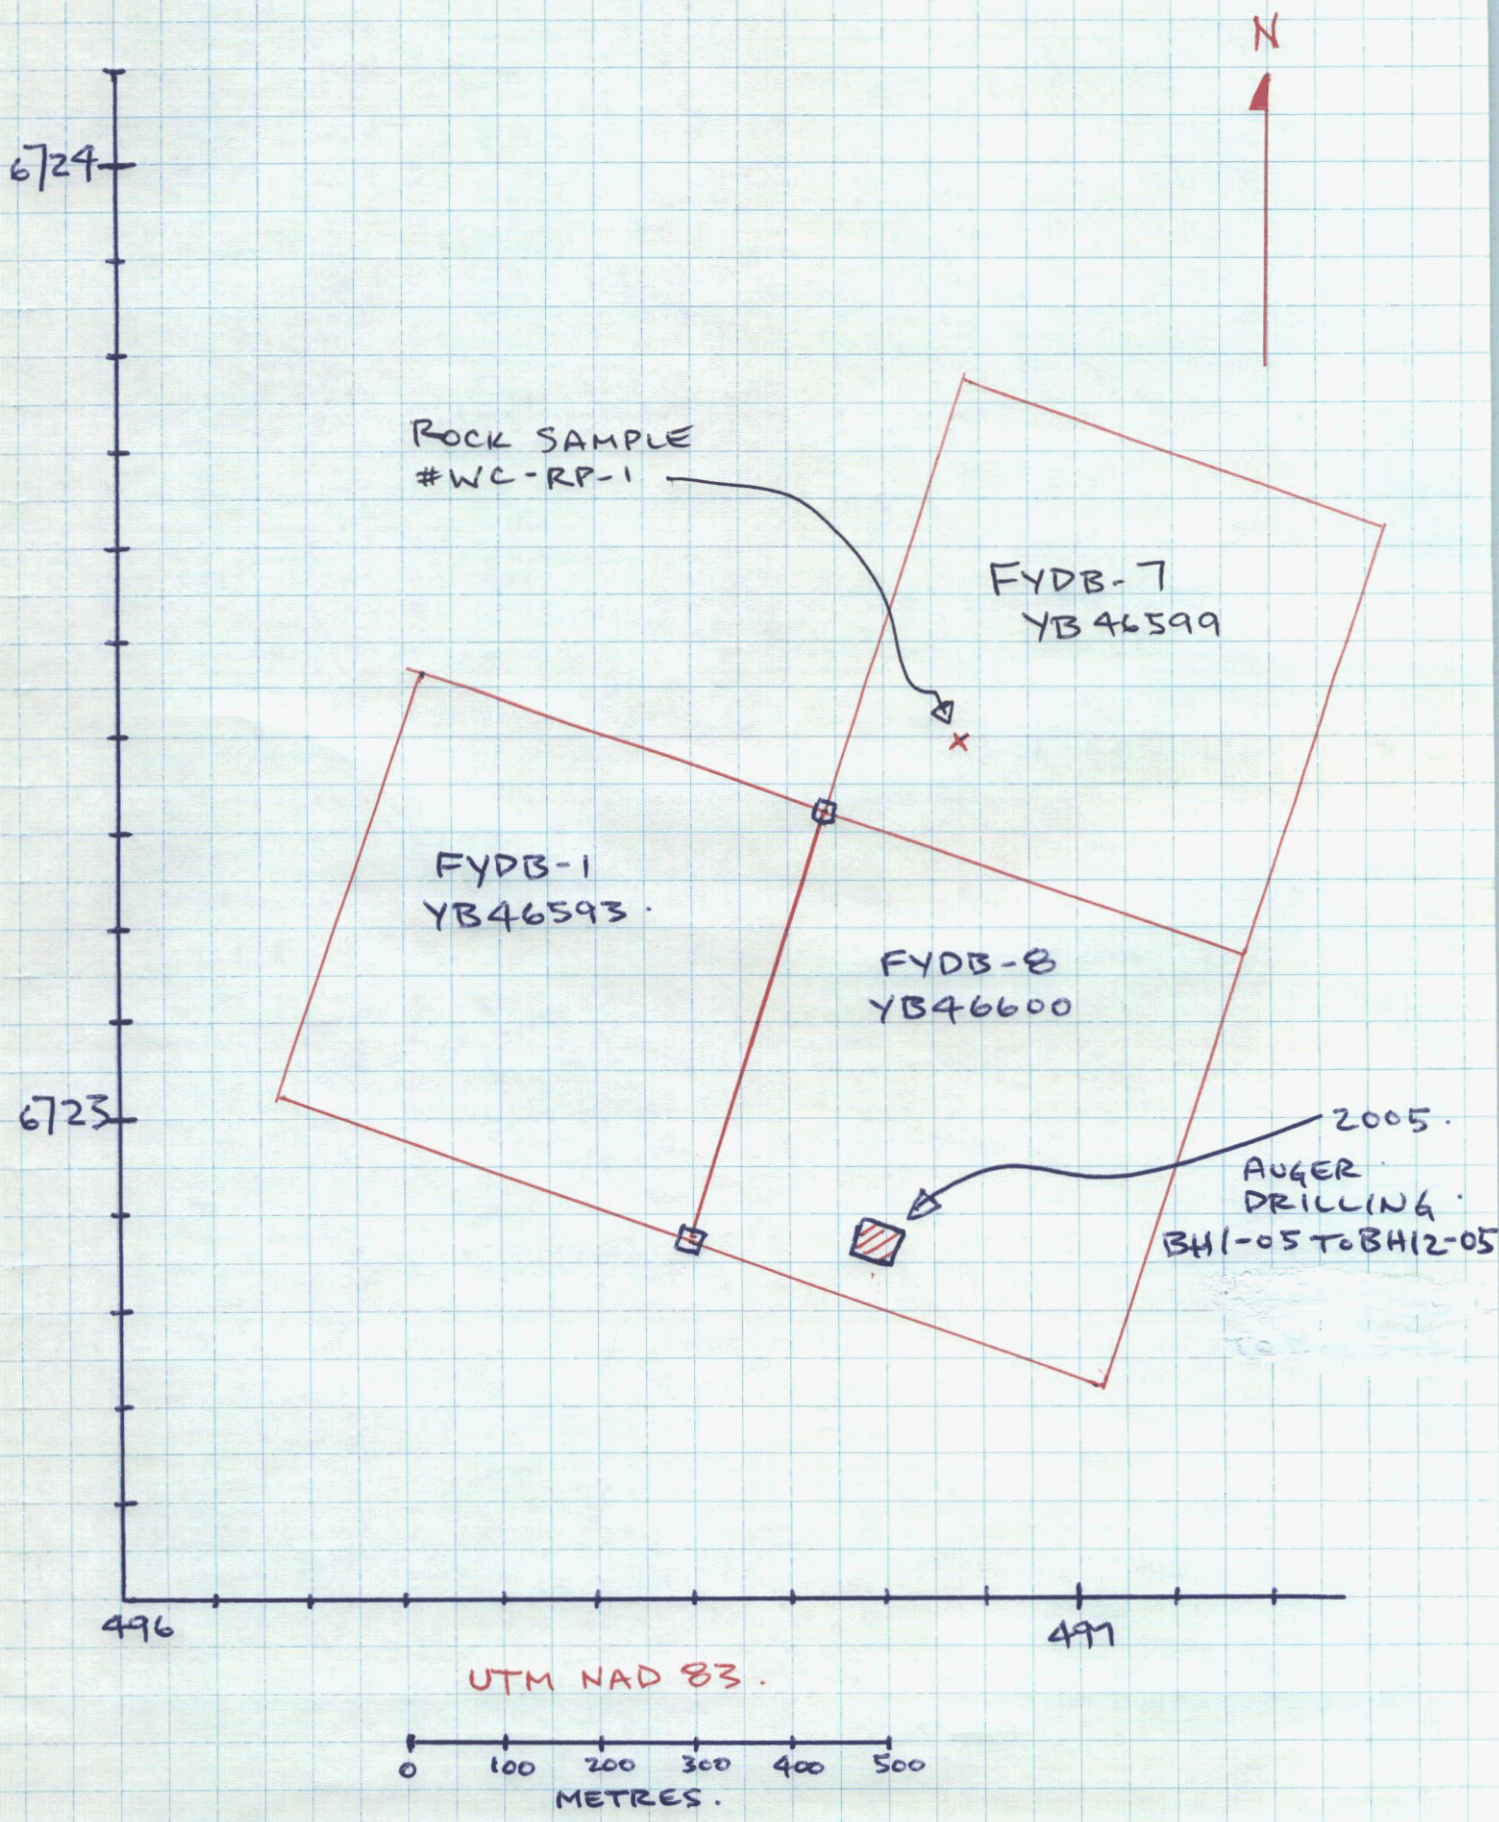 N
6724
ROCK SAMPLE
#WC-RP-1
FYDB-7
YB46599
FYDB-1
YB46593.
FYDB-8
YB46600
6723
2005.
AUGER
DRILLING
BH1-05 To BH12-05
496
497
UTM NAD 83.
0 100 200 300 400 500
METRES.